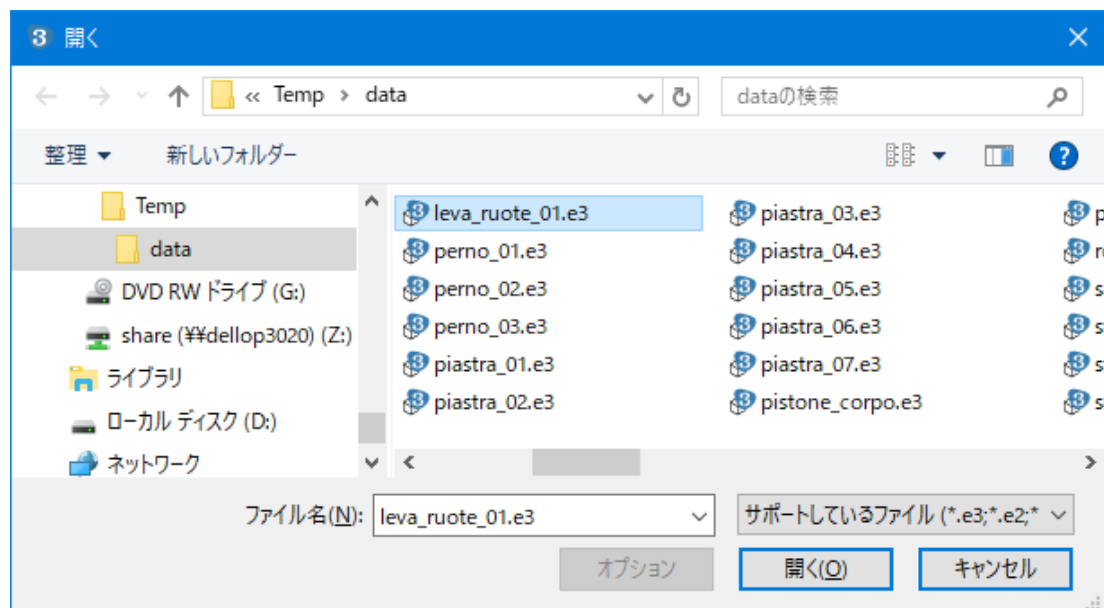 3 開く
« Temp › data dataの検索
整理 新しいフォルダー ?
Temp
data
DVD RW ドライブ (G:)
share (¥¥dellop3020) (Z:)
ライブラリ
ローカル ディスク (D:)
ネットワーク
leva_ruote_01.e3
perno_01.e3
perno_02.e3
perno_03.e3
piastra_01.e3
piastra_02.e3
piastra_03.e3
piastra_04.e3
piastra_05.e3
piastra_06.e3
piastra_07.e3
pistone_corpo.e3
ファイル名(N): leva_ruote_01.e3 サポートしているファイル (*.e3;*.e2;*
オプション 開く(O) キャンセル